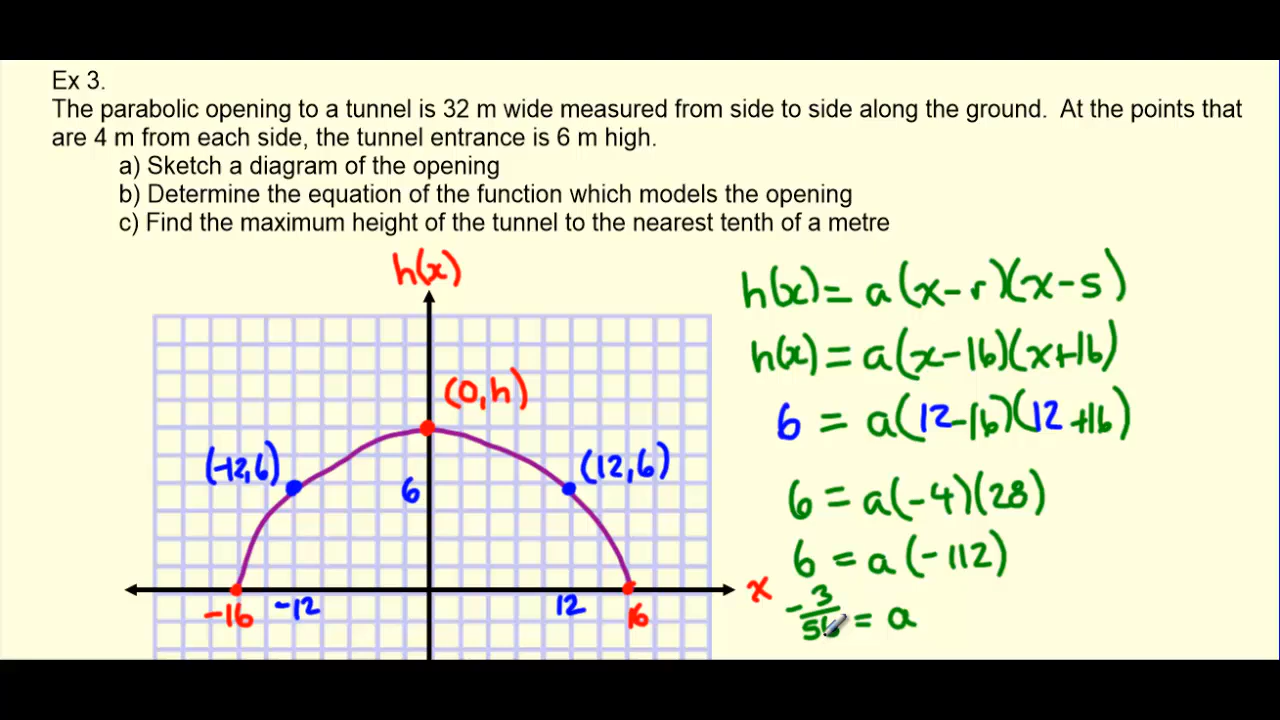 Ex 3.
The parabolic opening to a tunnel is 32 m wide measured from side to side along the ground. At the points that
are 4 m from each side, the tunnel entrance is 6 m high.
a) Sketch a diagram of the opening
b) Determine the equation of the function which models the opening
c) Find the maximum height of the tunnel to the nearest tenth of a metre
h(x)
(0,h)
(-12,6)
(12,6)
6
x
-16
-12
12
16
h(x) = a(x-r)(x-s)
h(x) = a(x-16)(x+16)
6 = a(12-16)(12+16)
6 = a(-4)(28)
6 = a(-112)
-3/56 = a